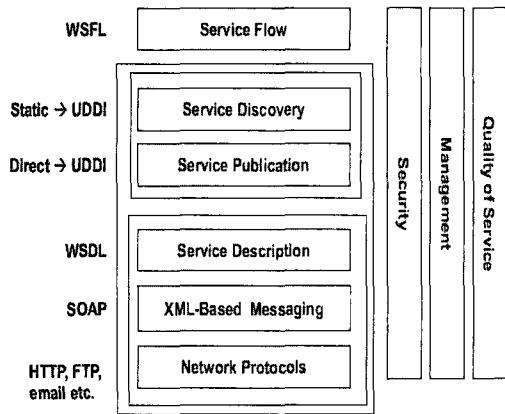 WSFL Service Flow
Static → UDDI Service Discovery
Direct → UDDI Service Publication
WSDL Service Description
SOAP XML-Based Messaging
HTTP, FTP,
email etc.
Network Protocols
Security
Management
Quality of Service